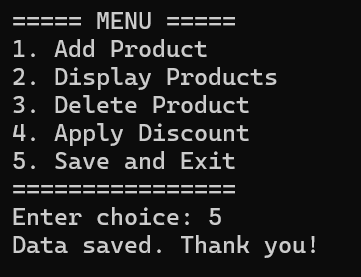 ===== MENU =====
1. Add Product
2. Display Products
3. Delete Product
4. Apply Discount
5. Save and Exit
================
Enter choice: 5
Data saved. Thank you!